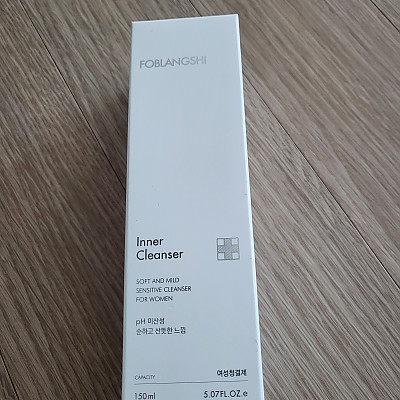 FOBLANGSHI
Inner
Cleanser
SOFT AND MILD
SENSITIVE CLEANSER
FOR WOMEN
pH 미산성
순하고 산뜻한 느낌
CAPACITY 여성청결제
150ml 5.07FL.OZ.e